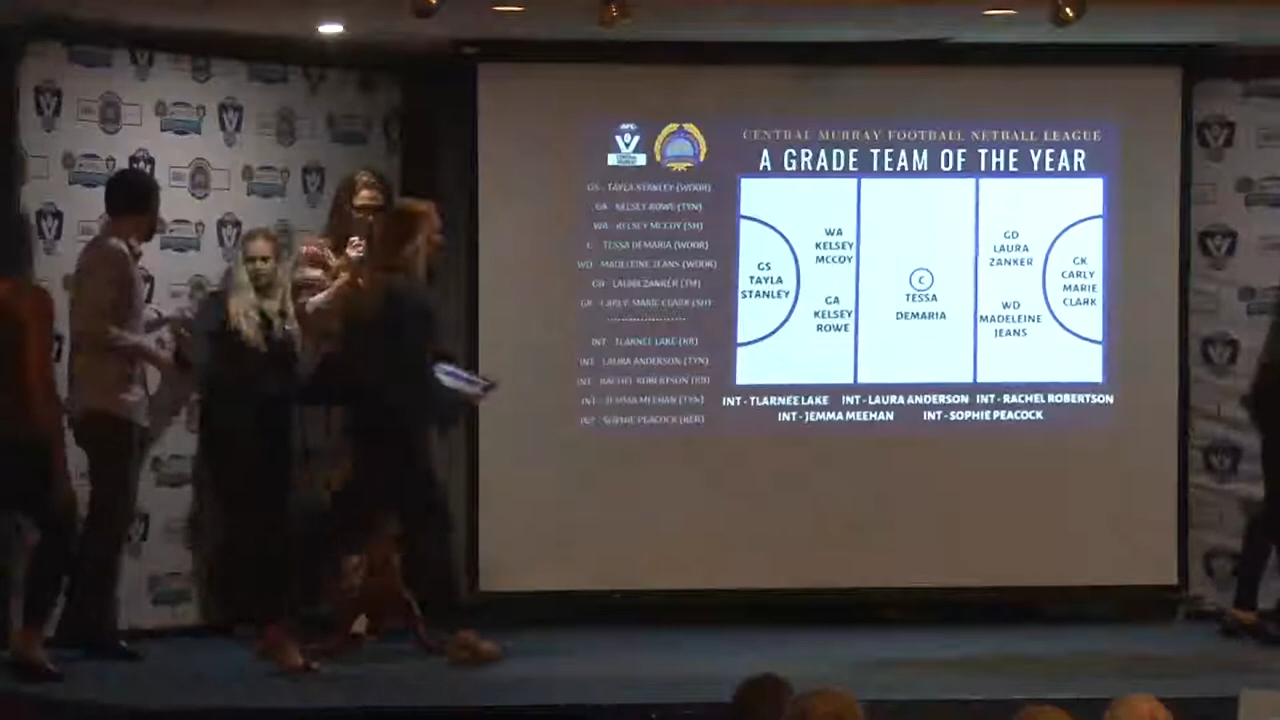 CENTRAL MURRAY FOOTBALL NETBALL LEAGUE
A GRADE TEAM OF THE YEAR
GS - TAYLA STANLEY (WOOR)
GA - KELSEY ROWE (TYN)
WA - KELSEY MCCOY (SH)
C - TESSA DEMARIA (WOOR)
WD - MADELEINE JEANS (WOOR)
GD - LAURA ZANKER (TM)
GK - CARLY-MARIE CLARK (SH)
INT - TLARNEE LAKE (KR)
INT - LAURA ANDERSON (TYN)
INT - RACHEL ROBERTSON
INT - JEMMA MEEHAN (TYN)
INT - SOPHIE PEACOCK (KER)
GS
TAYLA
STANLEY
WA
KELSEY
MCCOY
GA
KELSEY
ROWE
C
TESSA
DEMARIA
GD
LAURA
ZANKER
WD
MADELEINE
JEANS
GK
CARLY
MARIE
CLARK
INT - TLARNEE LAKE INT - LAURA ANDERSON INT - RACHEL ROBERTSON
INT - JEMMA MEEHAN INT - SOPHIE PEACOCK